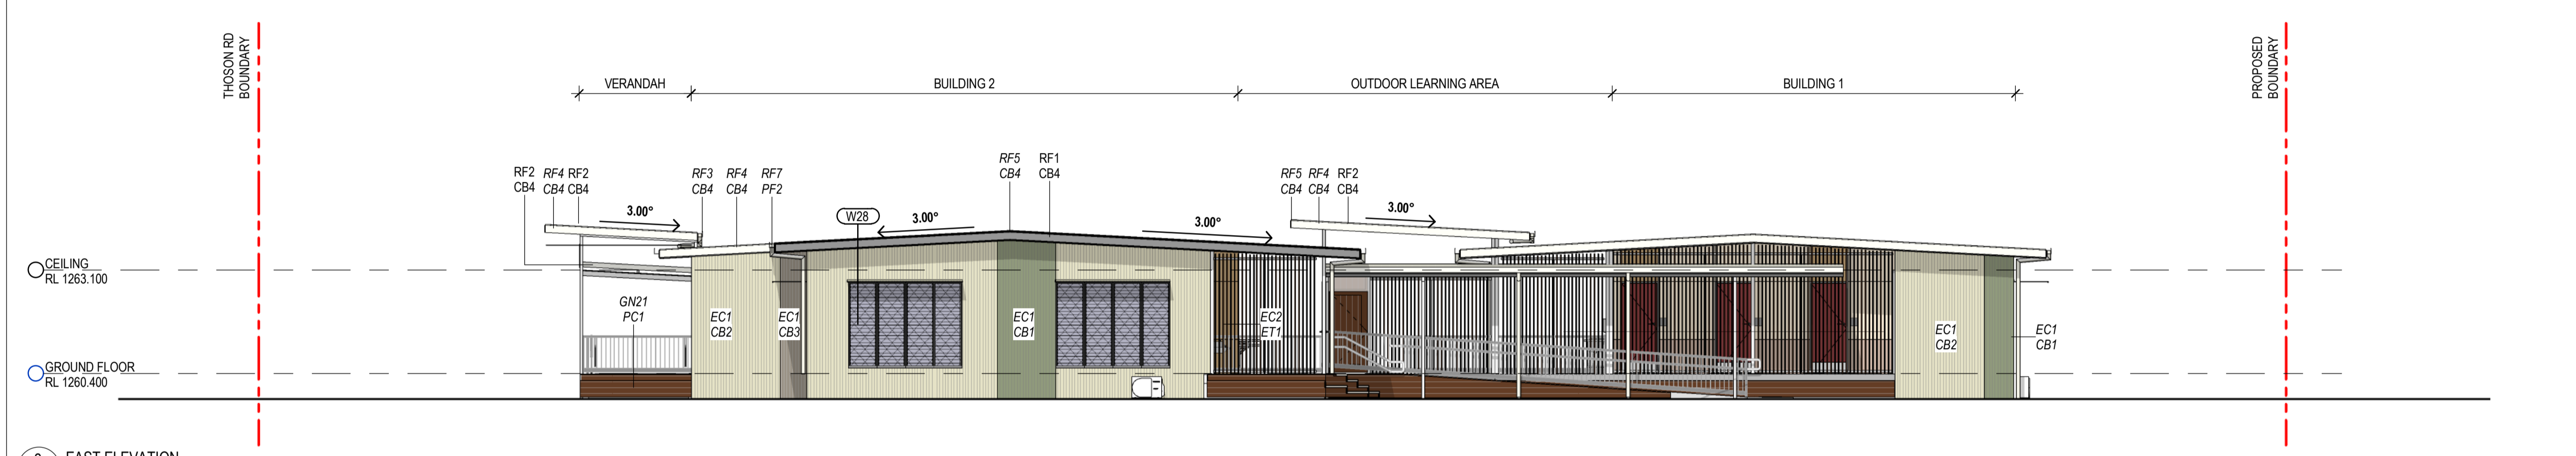 THOSON RD
BOUNDARY
PROPOSED
BOUNDARY
VERANDAH
BUILDING 2
OUTDOOR LEARNING AREA
BUILDING 1
RF2
CB4
RF4
CB4
RF2
CB4
RF3
CB4
RF4
CB4
RF7
PF2
RF5
CB4
RF1
CB4
RF5
CB4
RF4
CB4
RF2
CB4
3.00°
W28
3.00°
3.00°
3.00°
CEILING
RL 1263.100
GN21
PC1
EC1
CB2
EC1
CB3
EC1
CB1
EC2
ET1
EC1
CB2
EC1
CB1
GROUND FLOOR
RL 1260.400
EAST ELEVATION